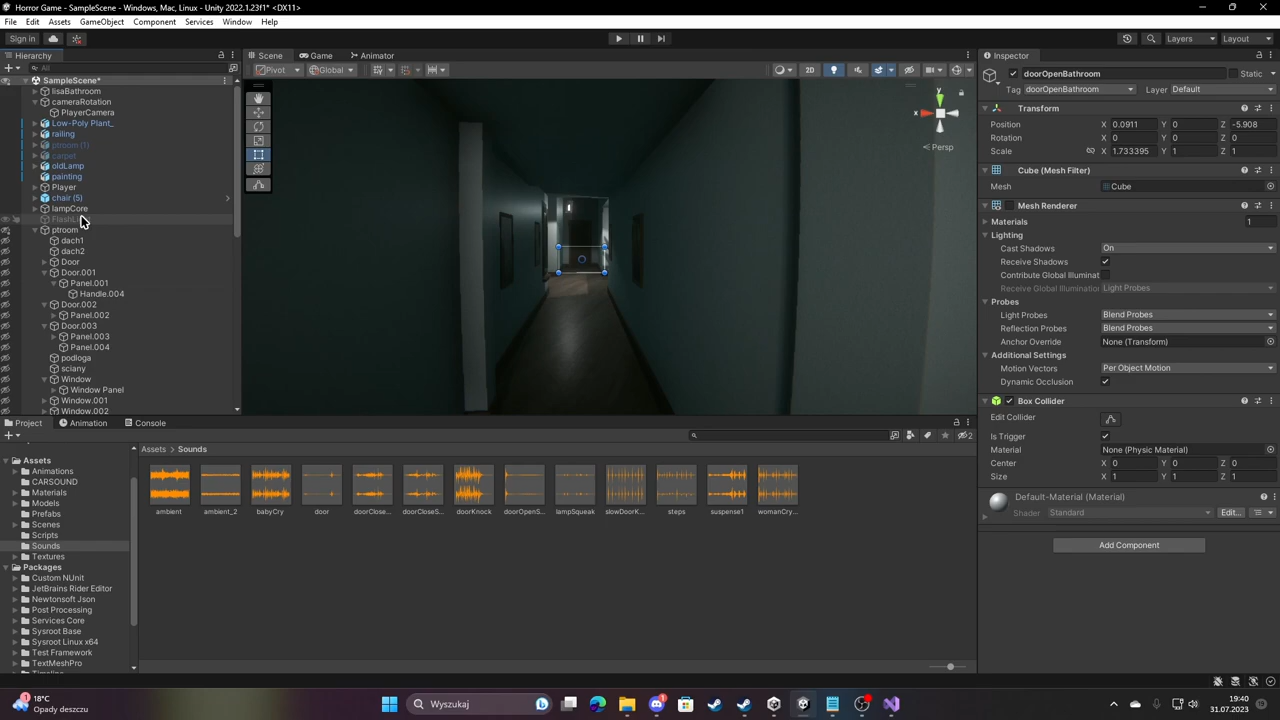 Horror Game - SampleScene - Windows, Mac, Linux - Unity 2022.1.23f1* <DX11>
File Edit Assets GameObject Component Services Window Help
Sign in
Layers
Layout
Hierarchy
All
SampleScene*
lisaBathroom
cameraRotation
PlayerCamera
Low-Poly Plant_
railing
ptroom (1)
carpet
oldLamp
painting
Player
chair (5)
lampCore
ptroom
dach1
dach2
Door
Door.001
Panel.001
Handle.004
Door.002
Panel.002
Door.003
Panel.003
Panel.004
podloga
sciany
Window
Window Panel
Window.001
Window.002
Scene Game Animator
Pivot Global 2D
y
Persp
Inspector
doorOpenBathroom Static
Tag doorOpenBathroom Layer Default
Transform
Position X 0.0911 Y 0 Z -5.908
Rotation X 0 Y 0 Z 0
Scale X 1.733395 Y 1 Z 1
Cube (Mesh Filter)
Mesh Cube
Mesh Renderer
Materials 1
Lighting
Cast Shadows On
Receive Shadows
Contribute Global Illuminat
Receive Global Illumination Light Probes
Probes
Light Probes Blend Probes
Reflection Probes Blend Probes
Anchor Override None (Transform)
Additional Settings
Motion Vectors Per Object Motion
Dynamic Occlusion
Box Collider
Edit Collider
Is Trigger
Material None (Physic Material)
Center X 0 Y 0 Z 0
Size X 1 Y 1 Z 1
Default-Material (Material)
Shader Standard Edit...
Add Component
Project Animation Console
2
Assets > Sounds
Assets
Animations
CARSOUND
Materials
Models
Prefabs
Scenes
Scripts
Sounds
Textures
Packages
Custom NUnit
JetBrains Rider Editor
Newtonsoft Json
Post Processing
Services Core
Sysroot Base
Sysroot Linux x64
Test Framework
TextMeshPro
Timeline
ambient ambient_2 babyCry door doorClose... doorCloseS... doorKnock doorOpenS... lampSqueak slowDoorK... steps suspense1 womanCry...
1
18°C
Opady deszczu
Wyszukaj
19:40
31.07.2023